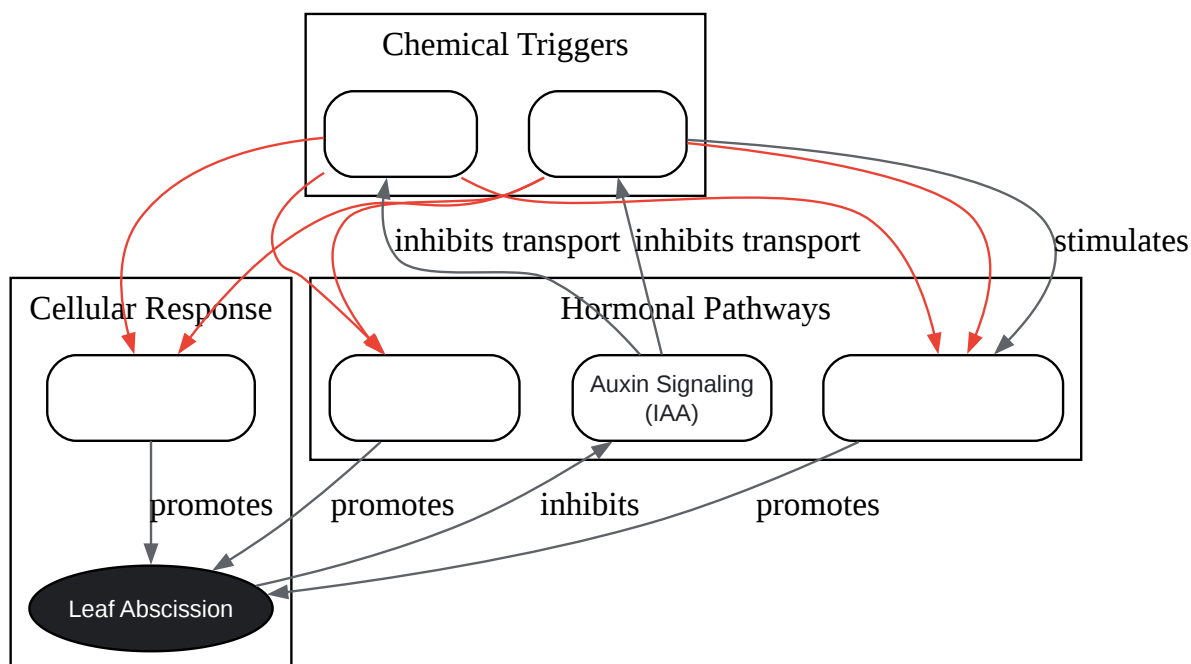 Chemical Triggers
inhibits transport
inhibits transport
stimulates
Cellular Response
Hormonal Pathways
Auxin Signaling
(IAA)
promotes
promotes
inhibits
promotes
Leaf Abscission